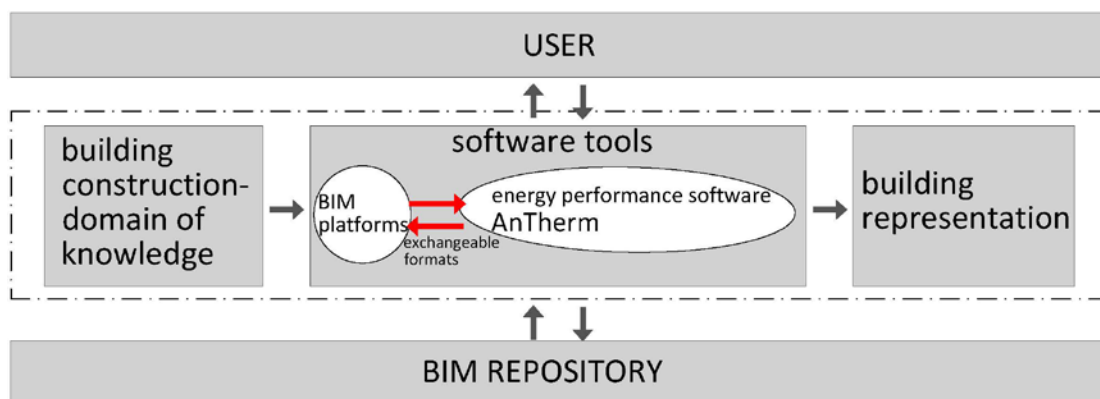 USER
building
construction-
domain of
knowledge
software tools
BIM
platforms
energy performance software
AnTherm
exchangeable
formats
building
representation
BIM REPOSITORY